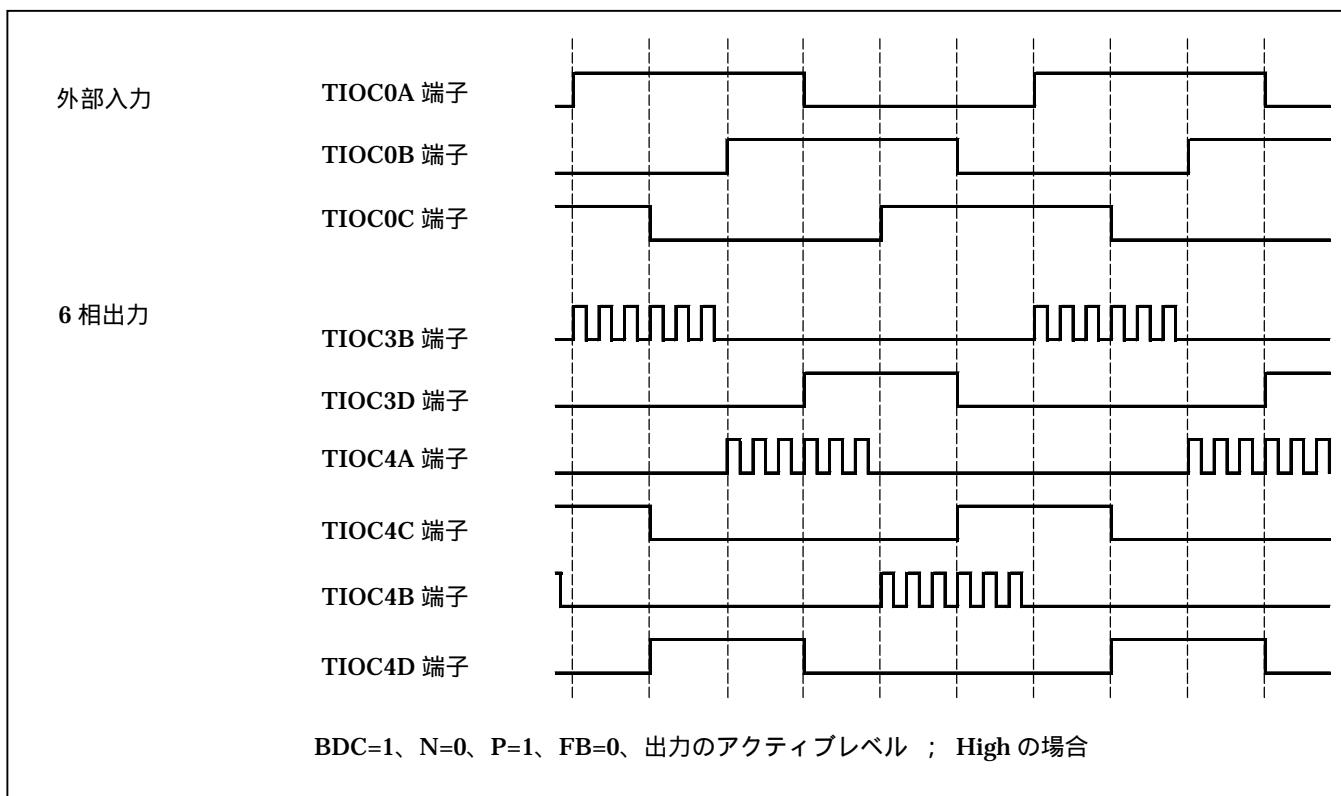 外部入力
TIOC0A 端子
TIOC0B 端子
TIOC0C 端子
6 相出力
TIOC3B 端子
TIOC3D 端子
TIOC4A 端子
TIOC4C 端子
TIOC4B 端子
TIOC4D 端子
BDC=1、N=0、P=1、FB=0、出力のアクティブレベル ; High の場合